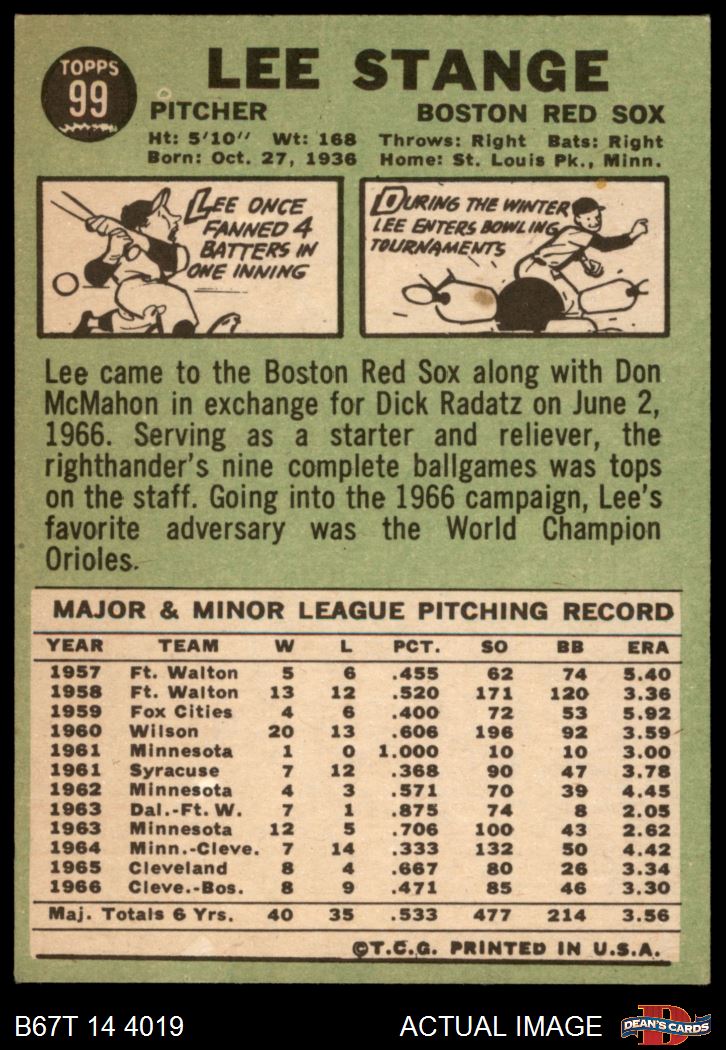 TOPPS
99
LEE STANGE
PITCHER BOSTON RED SOX
Ht: 5'10" Wt: 168 Throws: Right Bats: Right
Born: Oct. 27, 1936 Home: St. Louis Pk., Minn.
LEE ONCE
FANNED 4
BATTERS IN
ONE INNING
DURING THE WINTER
LEE ENTERS BOWLING
TOURNAMENTS
Lee came to the Boston Red Sox along with Don
McMahon in exchange for Dick Radatz on June 2,
1966. Serving as a starter and reliever, the
righthander's nine complete ballgames was tops
on the staff. Going into the 1966 campaign, Lee's
favorite adversary was the World Champion
Orioles.
MAJOR & MINOR LEAGUE PITCHING RECORD
YEAR TEAM W L PCT. SO BB ERA
1957 Ft. Walton 5 6 .455 62 74 5.40
1958 Ft. Walton 13 12 .520 171 120 3.36
1959 Fox Cities 4 6 .400 72 53 5.92
1960 Wilson 20 13 .606 196 92 3.59
1961 Minnesota 1 0 1.000 10 10 3.00
1961 Syracuse 7 12 .368 90 47 3.78
1962 Minnesota 4 3 .571 70 39 4.45
1963 Dal.-Ft. W. 7 1 .875 74 8 2.05
1963 Minnesota 12 5 .706 100 43 2.62
1964 Minn.-Cleve. 7 14 .333 132 50 4.42
1965 Cleveland 8 4 .667 80 26 3.34
1966 Cleve.-Bos. 8 9 .471 85 46 3.30
Maj. Totals 6 Yrs. 40 35 .533 477 214 3.56
©T.C.G. PRINTED IN U.S.A.
B67T 14 4019 ACTUAL IMAGE DEAN'S CARDS